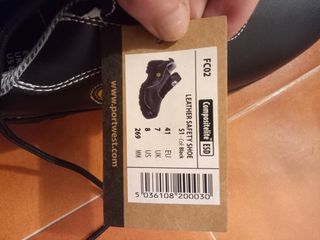 www.portwest.com
FC02
Compositelite ESD
LEATHER SAFETY SHOE
S1 Col: Black
41 EU
7 UK
8 US
269 MM
5 036108 200030